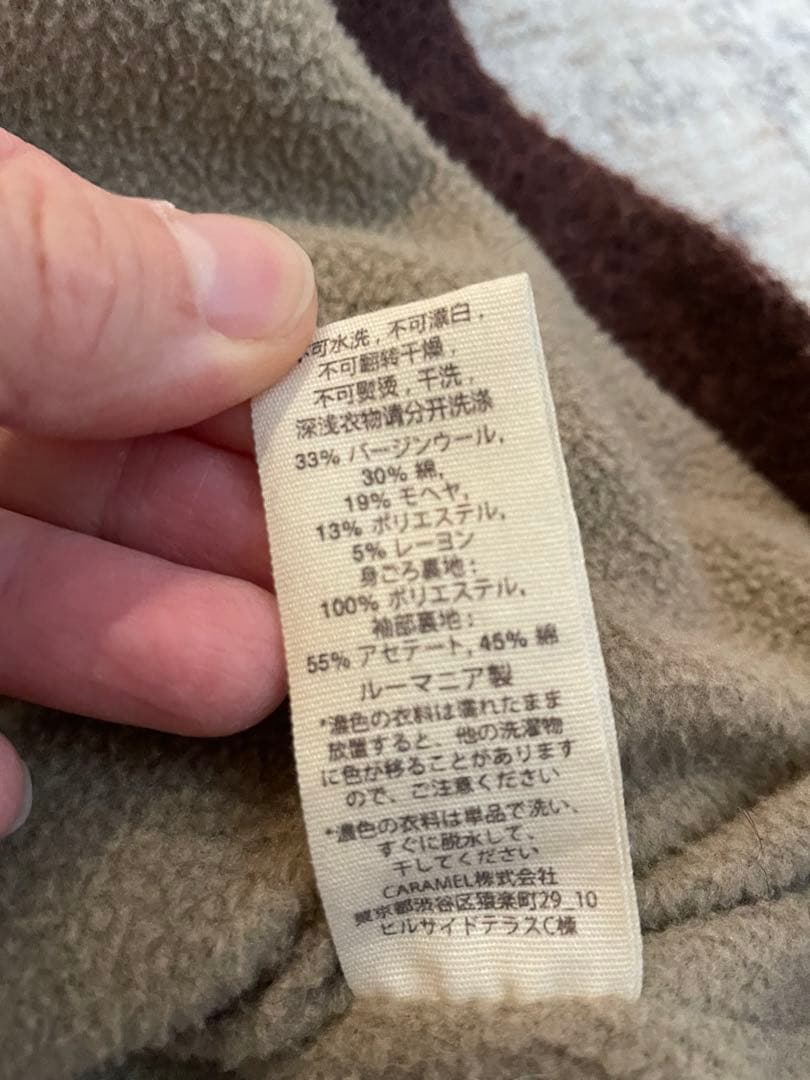 可水洗,不可漂白,
不可翻转干燥,
不可熨烫,干洗,
深浅衣物请分开洗涤
33% バージンウール,
30% 綿,
19% モヘヤ,
13% ポリエステル,
5% レーヨン
身ごろ裏地:
100% ポリエステル,
袖部裏地:
55% アセテート, 45% 綿
ルーマニア製
*濃色の衣料は濡れたまま
放置すると、他の洗濯物
に色が移ることがあります
ので、ご注意ください
*濃色の衣料は単品で洗い、
すぐに脱水して、
干してください
CARAMEL株式会社
東京都渋谷区猿楽町29_10
ヒルサイドテラスC棟